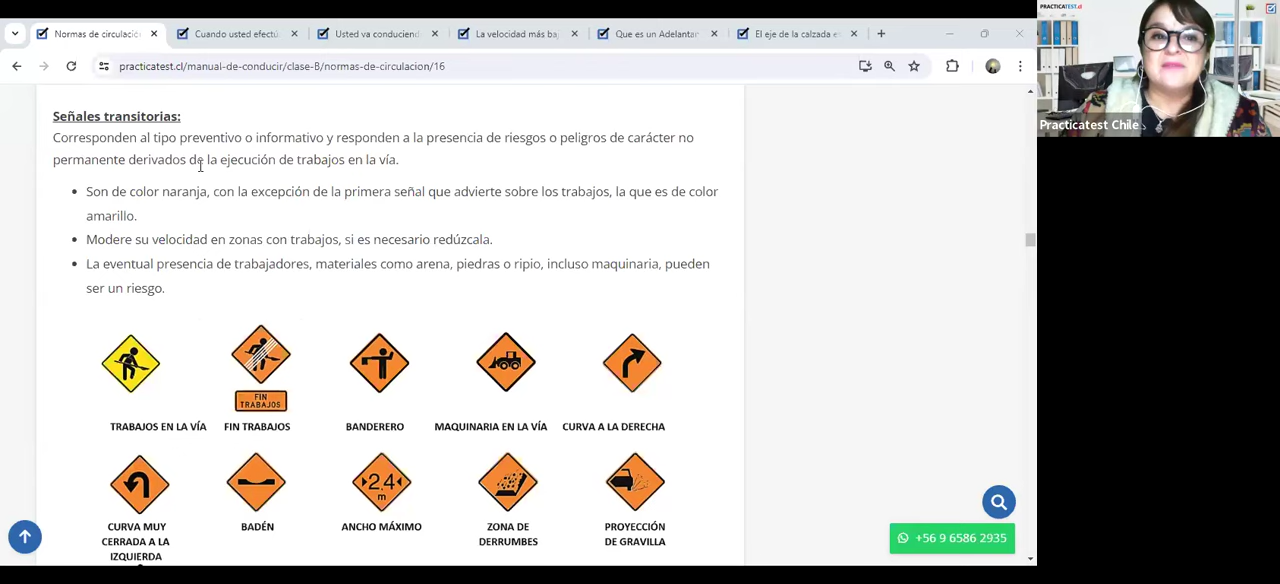 Normas de circulació
Cuando usted efectú
Usted va conduciend
La velocidad más ba
Que es un Adelantar
El eje de la calzada e
practicatest.cl/manual-de-conducir/clase-B/normas-de-circulacion/16
PRACTICATEST.cl
Practicatest Chile
Señales transitorias:
Corresponden al tipo preventivo o informativo y responden a la presencia de riesgos o peligros de carácter no
permanente derivados de la ejecución de trabajos en la vía.
• Son de color naranja, con la excepción de la primera señal que advierte sobre los trabajos, la que es de color
amarillo.
• Modere su velocidad en zonas con trabajos, si es necesario redúzcala.
• La eventual presencia de trabajadores, materiales como arena, piedras o ripio, incluso maquinaria, pueden
ser un riesgo.
FIN
TRABAJOS
TRABAJOS EN LA VÍA
FIN TRABAJOS
BANDERERO
MAQUINARIA EN LA VÍA
CURVA A LA DERECHA
2,4
m
CURVA MUY
CERRADA A LA
IZQUIERDA
BADÉN
ANCHO MÁXIMO
ZONA DE
DERRUMBES
PROYECCIÓN
DE GRAVILLA
+56 9 6586 2935